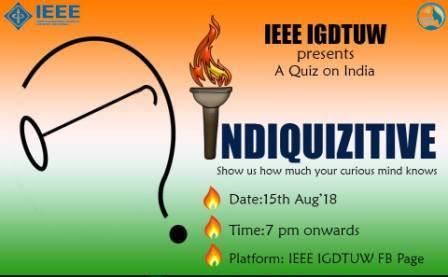 IEEE
IEEE IGDTUW
presents
A Quiz on India
INDIQUIZITIVE
Show us how much your curious mind knows
Date:15th Aug'18
Time:7 pm onwards
Platform: IEEE IGDTUW FB Page